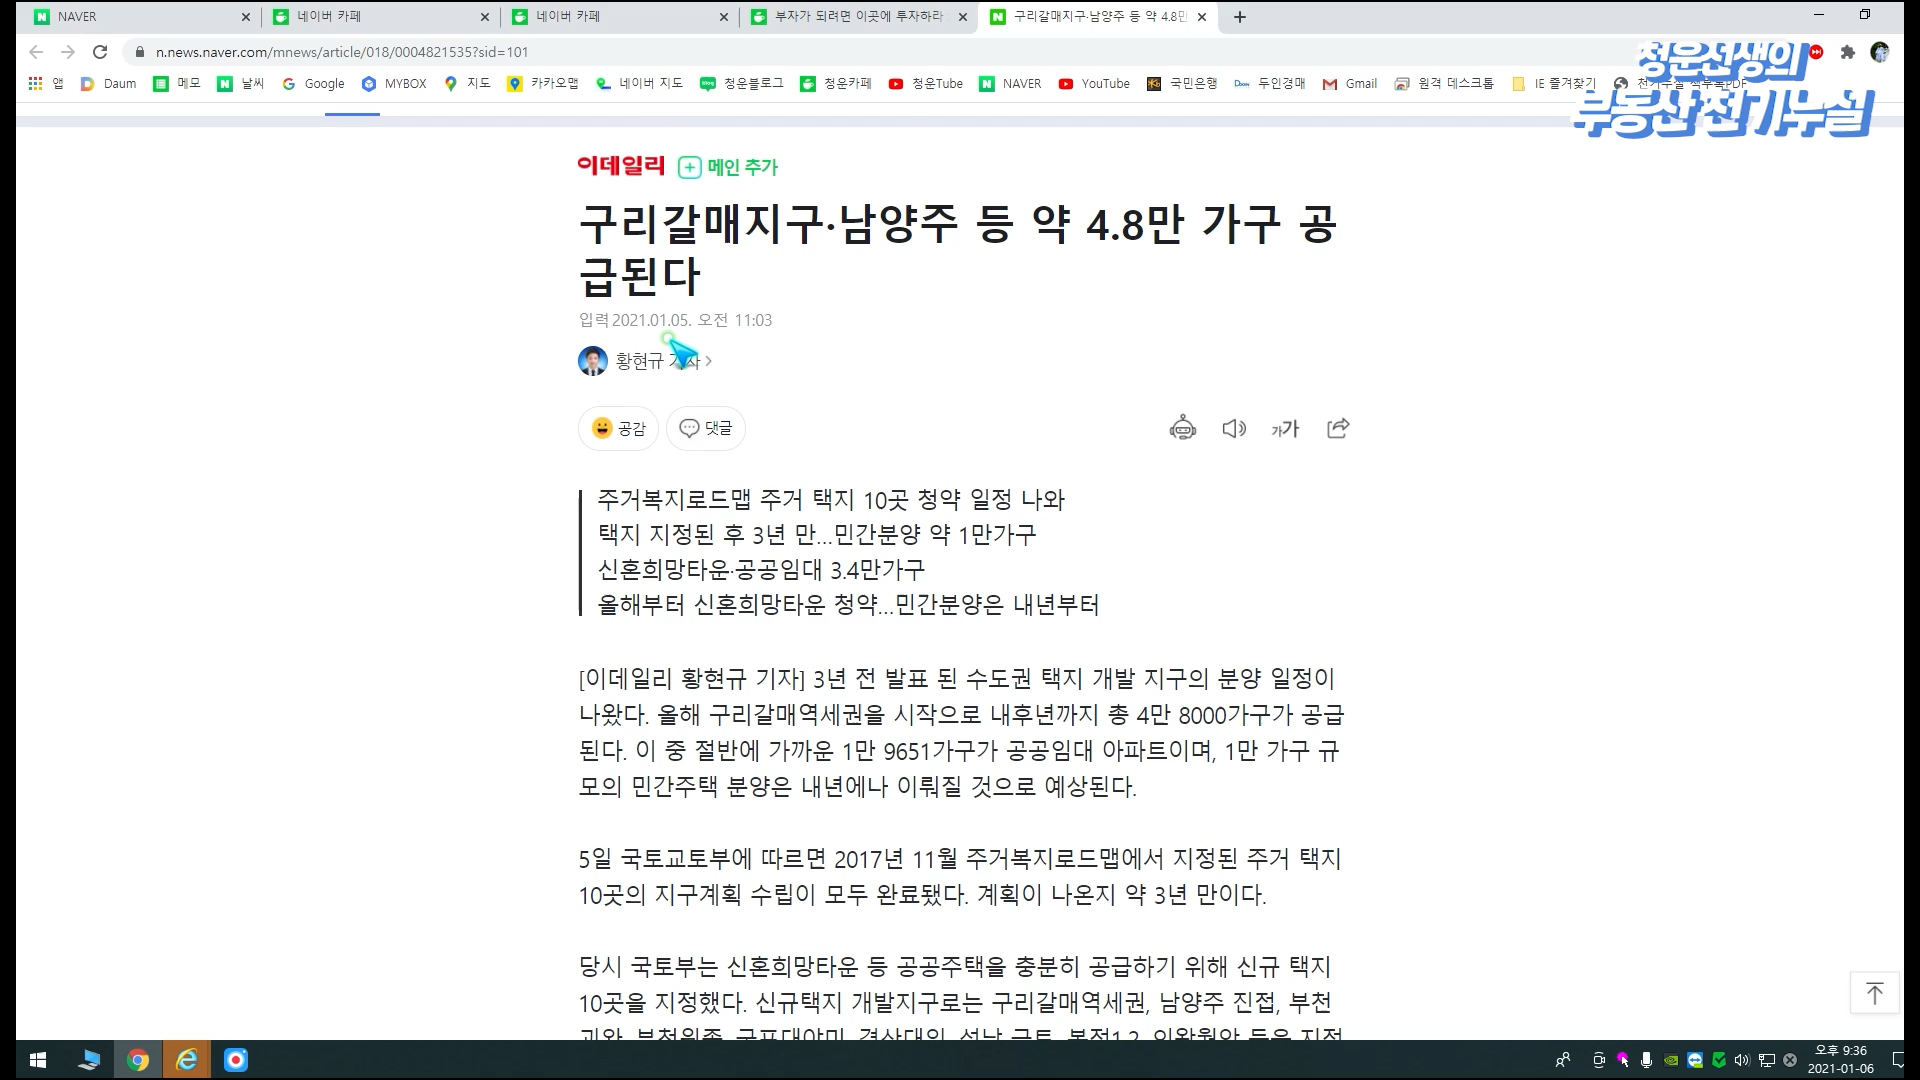 NAVER
네이버 카페
네이버 카페
부자가 되려면 이곳에 투자하라
구리갈매지구·남양주 등 약 4.8만
n.news.naver.com/mnews/article/018/0004821535?sid=101
앱 Daum 메모 날씨 Google MYBOX 지도 카카오맵 네이버 지도 청운블로그 청운카페 청운Tube NAVER YouTube 국민은행 두인경매 Gmail 원격 데스크톱 IE 즐겨찾기
청운선생의
부동산 천기누설
이데일리 메인 추가
구리갈매지구·남양주 등 약 4.8만 가구 공
급된다
입력 2021.01.05. 오전 11:03
황현규 기자
공감 댓글
가가
주거복지로드맵 주거 택지 10곳 청약 일정 나와
택지 지정된 후 3년 만...민간분양 약 1만가구
신혼희망타운·공공임대 3.4만가구
올해부터 신혼희망타운 청약...민간분양은 내년부터
[이데일리 황현규 기자] 3년 전 발표 된 수도권 택지 개발 지구의 분양 일정이
나왔다. 올해 구리갈매역세권을 시작으로 내후년까지 총 4만 8000가구가 공급
된다. 이 중 절반에 가까운 1만 9651가구가 공공임대 아파트이며, 1만 가구 규
모의 민간주택 분양은 내년에나 이뤄질 것으로 예상된다.
5일 국토교토부에 따르면 2017년 11월 주거복지로드맵에서 지정된 주거 택지
10곳의 지구계획 수립이 모두 완료됐다. 계획이 나온지 약 3년 만이다.
당시 국토부는 신혼희망타운 등 공공주택을 충분히 공급하기 위해 신규 택지
10곳을 지정했다. 신규택지 개발지구로는 구리갈매역세권, 남양주 진접, 부천
오후 9:36
2021-01-06